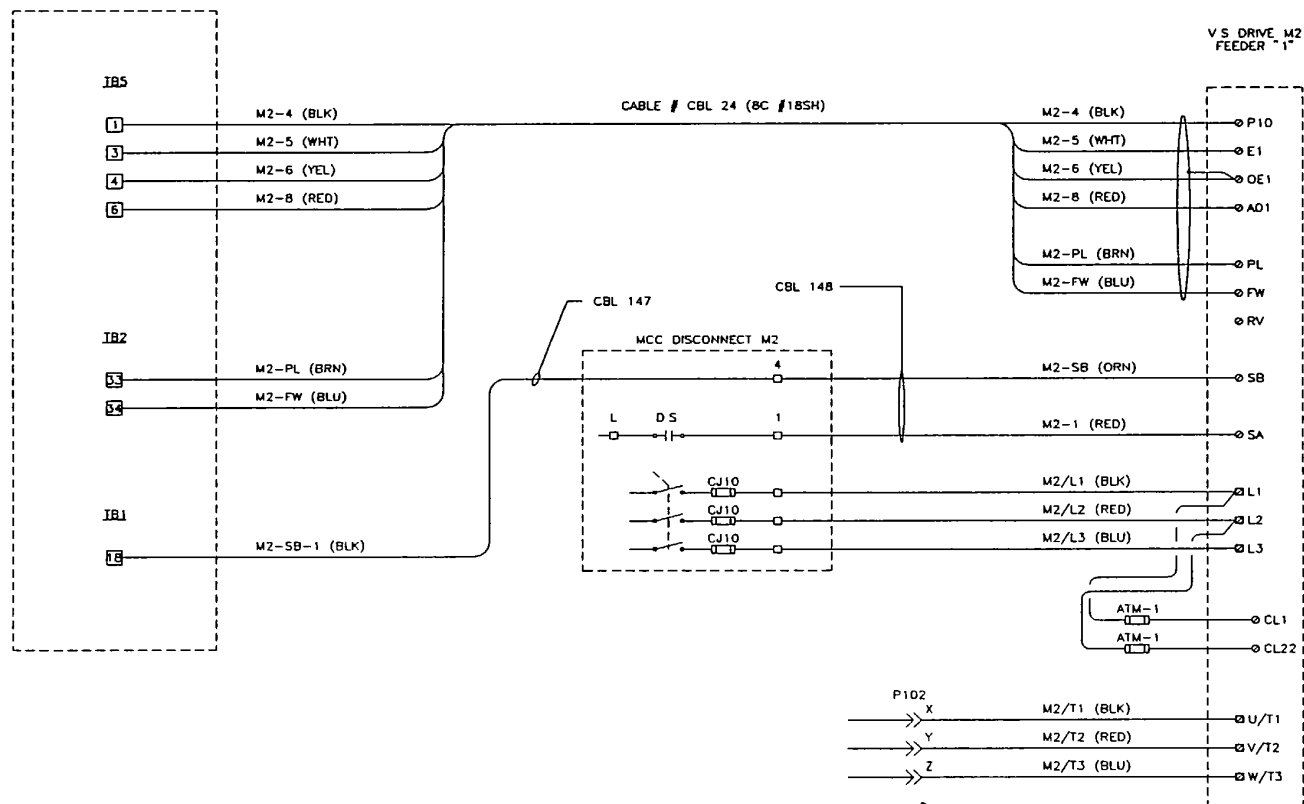 V S DRIVE M2
FEEDER "1"
TB5
1 M2-4 (BLK) CABLE # CBL 24 (8C #18SH) M2-4 (BLK) P10
3 M2-5 (WHT) M2-5 (WHT) E1
4 M2-6 (YEL) M2-6 (YEL) OE1
6 M2-8 (RED) M2-8 (RED) AO1
M2-PL (BRN) PL
M2-FW (BLU) FW
CBL 147 CBL 148
RV
TB2 MCC DISCONNECT M2
33 M2-PL (BRN) 4 M2-SB (ORN) SB
34 M2-FW (BLU)
L D S 1 M2-1 (RED) SA
CJ10 M2/L1 (BLK) L1
TB1 CJ10 M2/L2 (RED) L2
18 M2-SB-1 (BLK) CJ10 M2/L3 (BLU) L3
ATM-1 CL1
ATM-1 CL22
P102
X M2/T1 (BLK) U/T1
Y M2/T2 (RED) V/T2
Z M2/T3 (BLU) W/T3